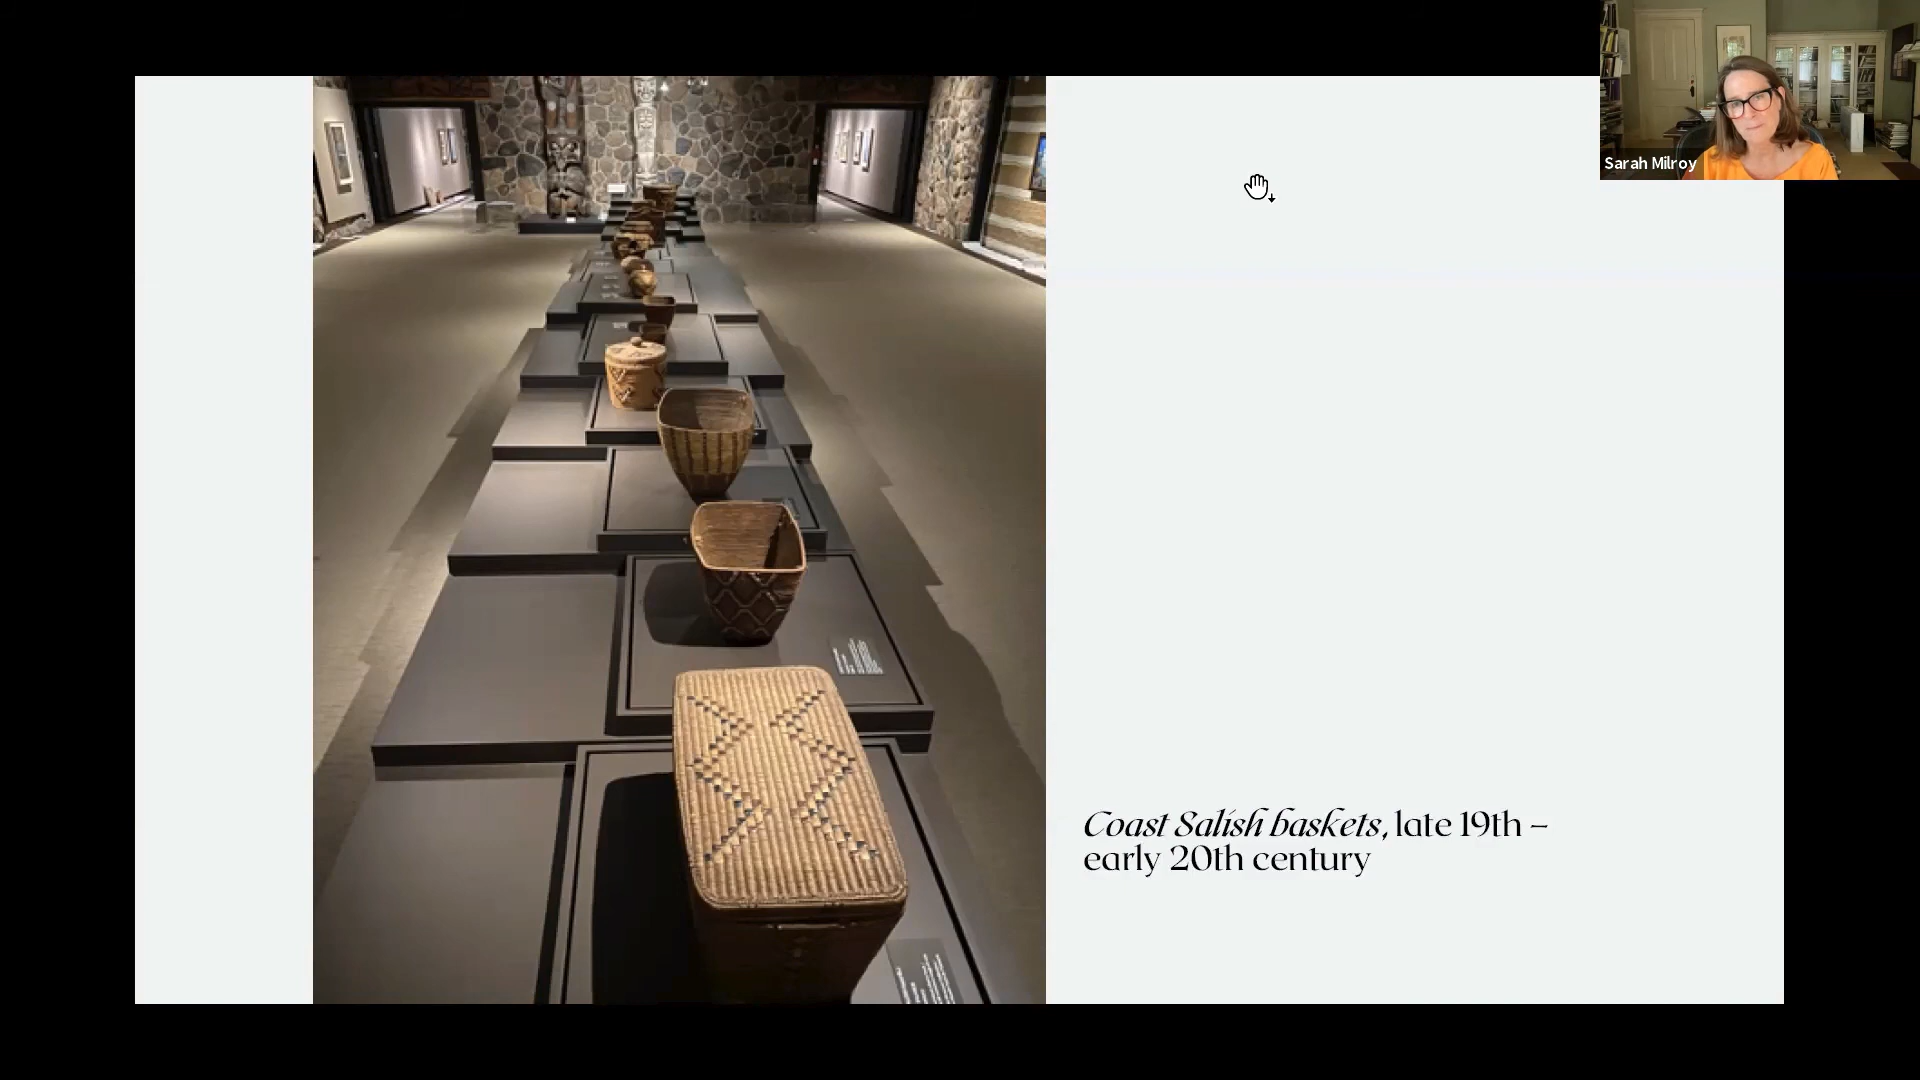 Sarah Milroy
Coast Salish baskets, late 19th –
early 20th century